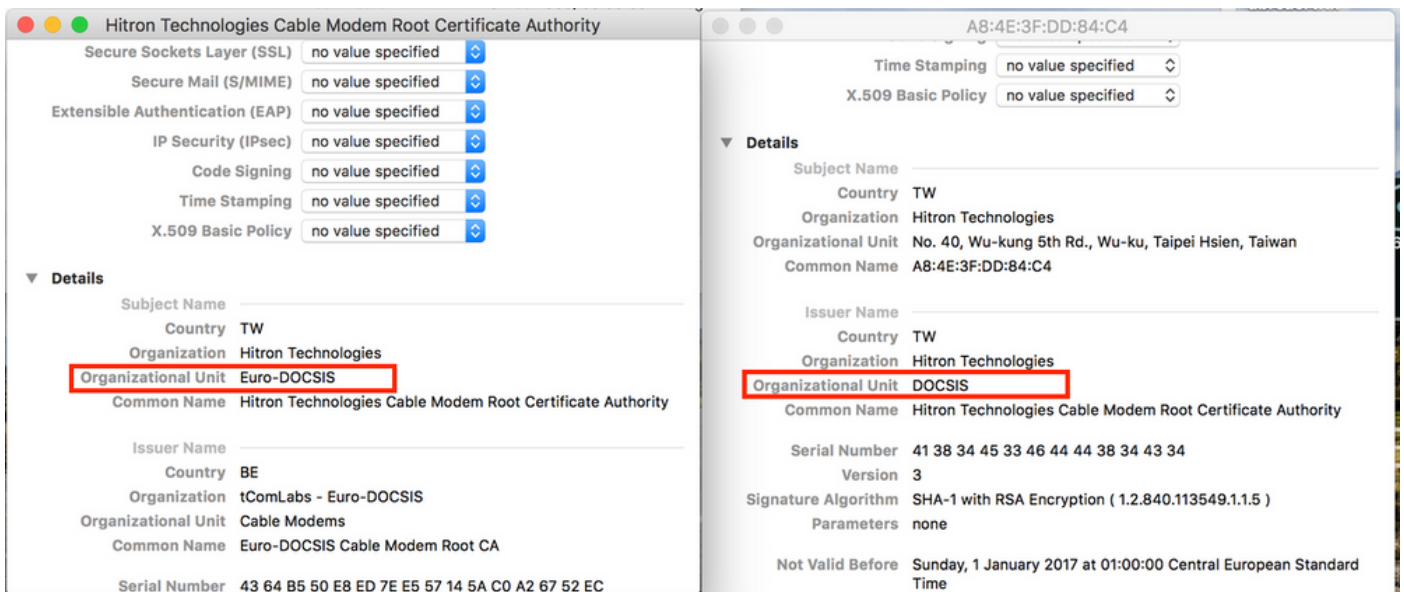 Hitron Technologies Cable Modem Root Certificate Authority
Secure Sockets Layer (SSL) no value specified
Secure Mail (S/MIME) no value specified
Extensible Authentication (EAP) no value specified
IP Security (IPsec) no value specified
Code Signing no value specified
Time Stamping no value specified
X.509 Basic Policy no value specified
Details
Subject Name
Country TW
Organization Hitron Technologies
Organizational Unit Euro-DOCSIS
Common Name Hitron Technologies Cable Modem Root Certificate Authority
Issuer Name
Country BE
Organization tComLabs - Euro-DOCSIS
Organizational Unit Cable Modems
Common Name Euro-DOCSIS Cable Modem Root CA
Serial Number 43 64 B5 50 E8 ED 7E E5 57 14 5A C0 A2 67 52 EC
A8:4E:3F:DD:84:C4
Time Stamping no value specified
X.509 Basic Policy no value specified
Details
Subject Name
Country TW
Organization Hitron Technologies
Organizational Unit No. 40, Wu-kung 5th Rd., Wu-ku, Taipei Hsien, Taiwan
Common Name A8:4E:3F:DD:84:C4
Issuer Name
Country TW
Organization Hitron Technologies
Organizational Unit DOCSIS
Common Name Hitron Technologies Cable Modem Root Certificate Authority
Serial Number 41 38 34 45 33 46 44 44 38 34 43 34
Version 3
Signature Algorithm SHA-1 with RSA Encryption ( 1.2.840.113549.1.1.5 )
Parameters none
Not Valid Before Sunday, 1 January 2017 at 01:00:00 Central European Standard
Time